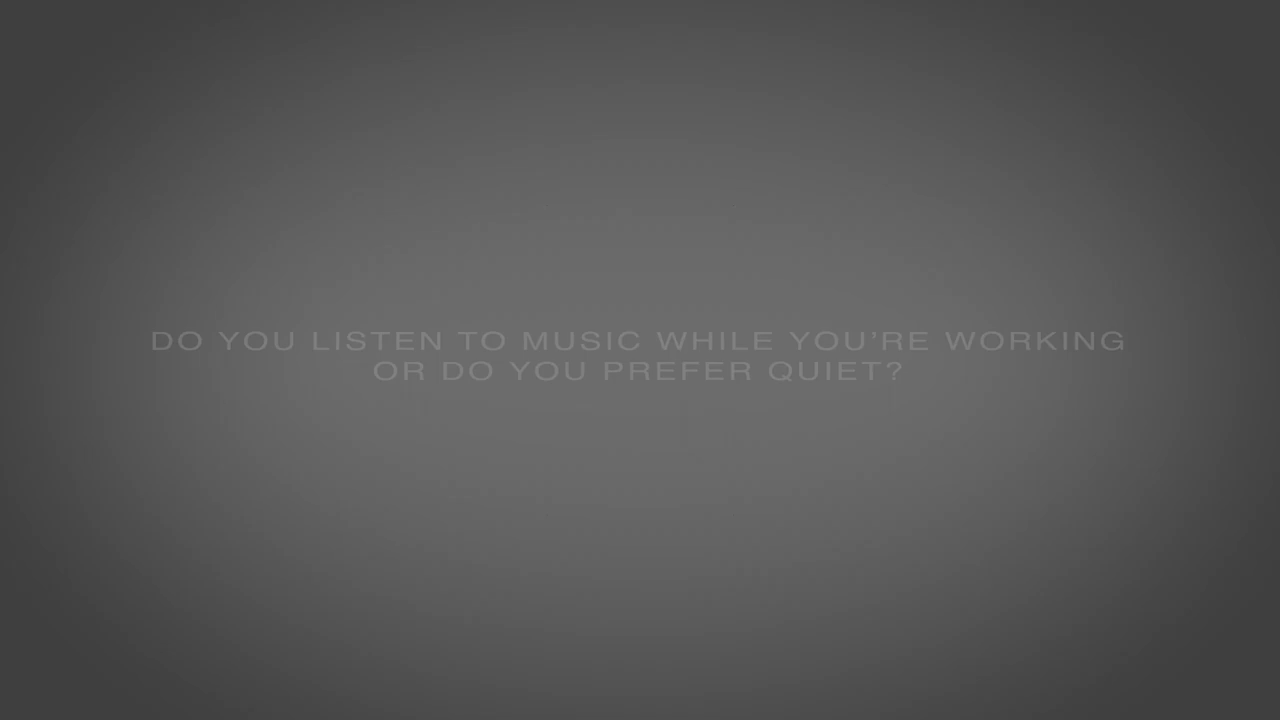 DO YOU LISTEN TO MUSIC WHILE YOU’RE WORKING
OR DO YOU PREFER QUIET?